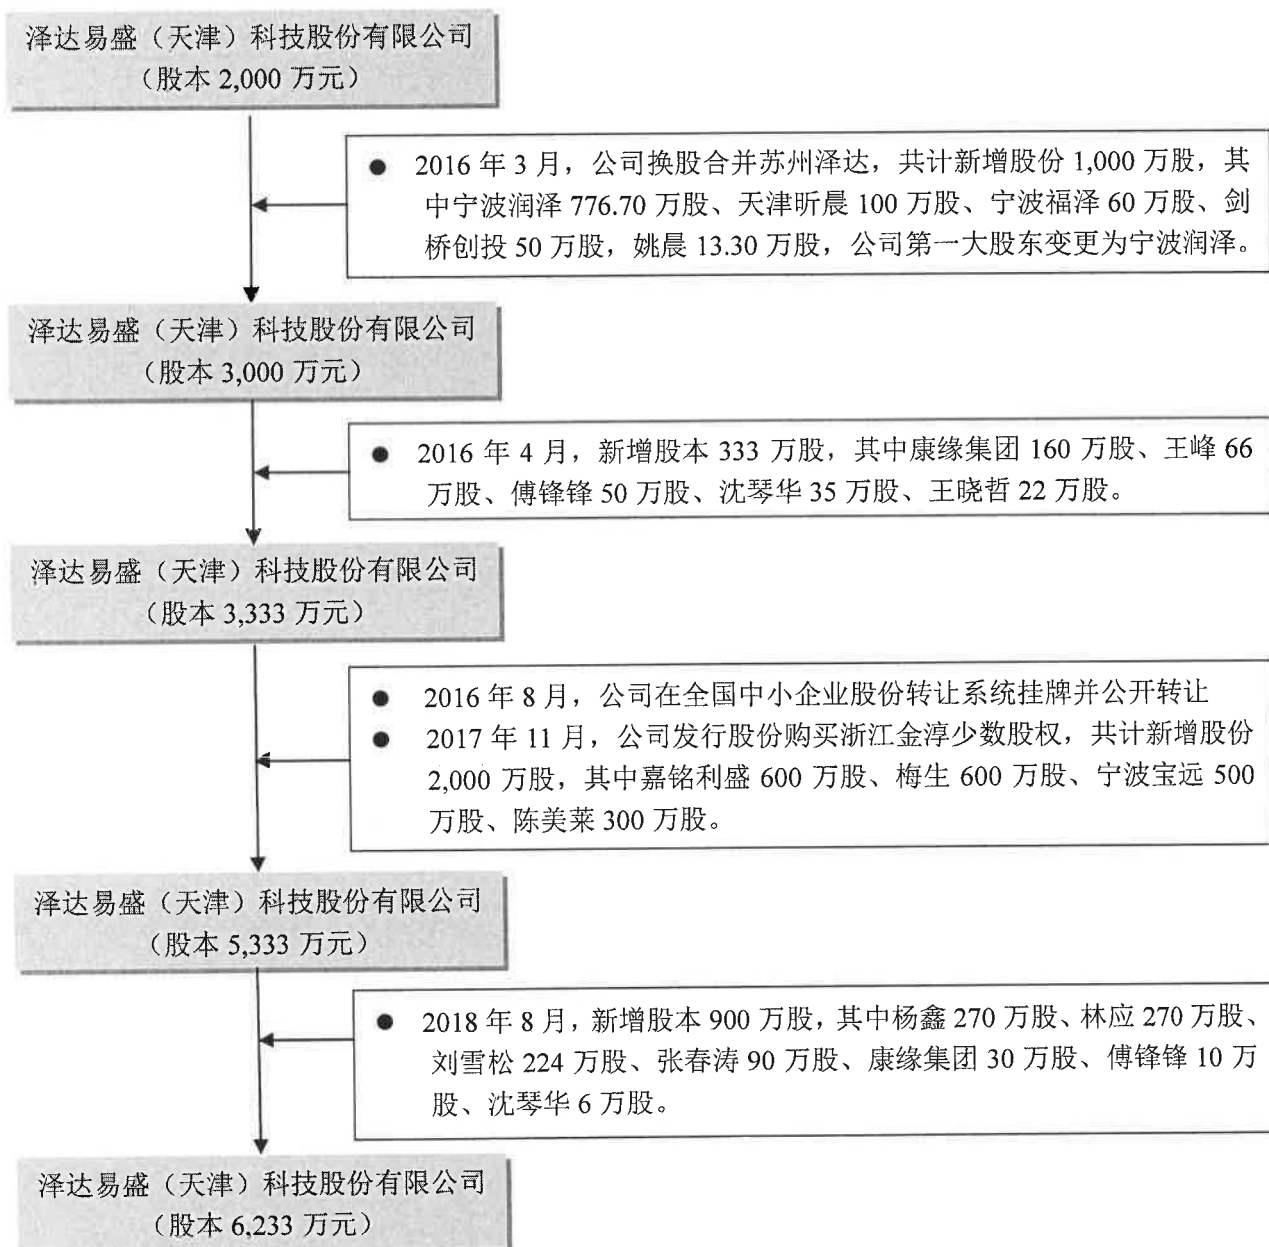 泽达易盛（天津）科技股份有限公司
（股本 2,000 万元）
● 2016 年 3 月，公司换股合并苏州泽达，共计新增股份 1,000 万股，其
中宁波润泽 776.70 万股、天津昕晨 100 万股、宁波福泽 60 万股、剑
桥创投 50 万股，姚晨 13.30 万股，公司第一大股东变更为宁波润泽。
泽达易盛（天津）科技股份有限公司
（股本 3,000 万元）
● 2016 年 4 月，新增股本 333 万股，其中康缘集团 160 万股、王峰 66
万股、傅锋锋 50 万股、沈琴华 35 万股、王晓哲 22 万股。
泽达易盛（天津）科技股份有限公司
（股本 3,333 万元）
● 2016 年 8 月，公司在全国中小企业股份转让系统挂牌并公开转让
● 2017 年 11 月，公司发行股份购买浙江金淳少数股权，共计新增股份
2,000 万股，其中嘉铭利盛 600 万股、梅生 600 万股、宁波宝远 500
万股、陈美莱 300 万股。
泽达易盛（天津）科技股份有限公司
（股本 5,333 万元）
● 2018 年 8 月，新增股本 900 万股，其中杨鑫 270 万股、林应 270 万股、
刘雪松 224 万股、张春涛 90 万股、康缘集团 30 万股、傅锋锋 10 万
股、沈琴华 6 万股。
泽达易盛（天津）科技股份有限公司
（股本 6,233 万元）